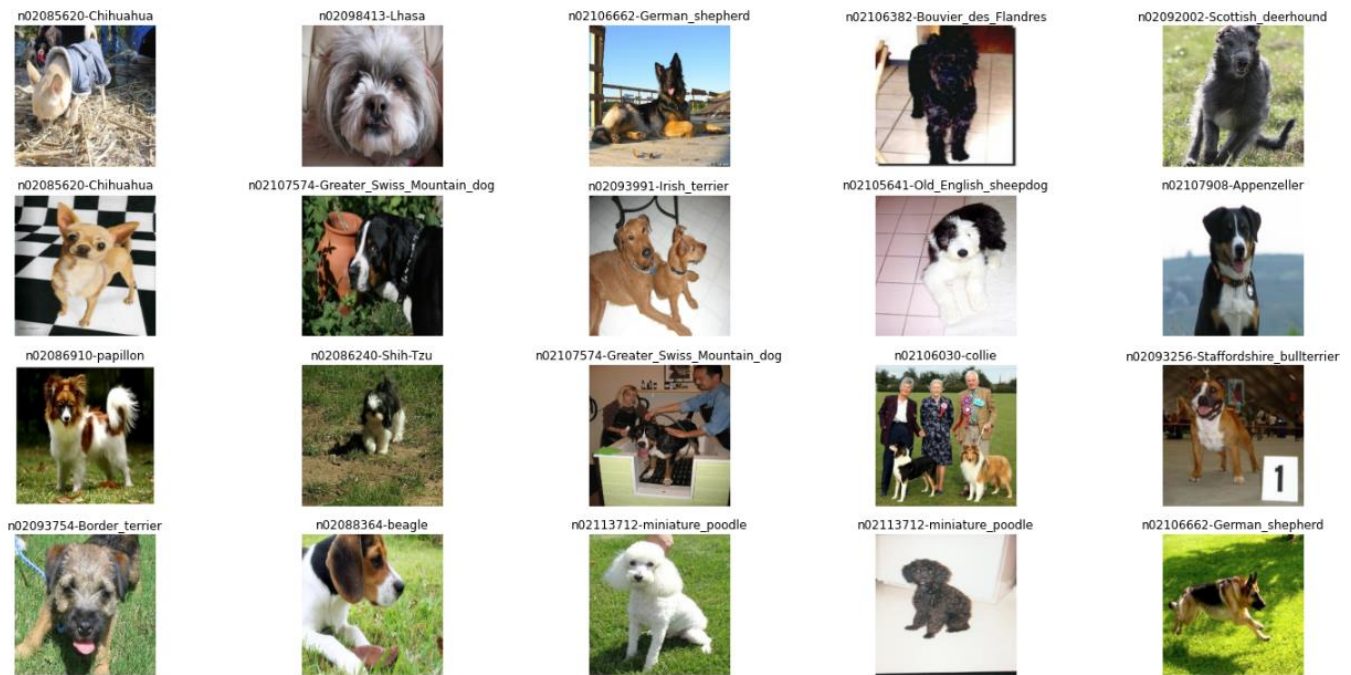 n02085620-Chihuahua
n02098413-Lhasa
n02106662-German_shepherd
n02106382-Bouvier_des_Flandres
n02092002-Scottish_deerhound
n02085620-Chihuahua
n02107574-Greater_Swiss_Mountain_dog
n02093991-Irish_terrier
n02105641-Old_English_sheepdog
n02107908-Appenzeller
n02086910-papillon
n02086240-Shih-Tzu
n02107574-Greater_Swiss_Mountain_dog
n02106030-collie
n02093256-Staffordshire_bullterrier
1
n02093754-Border_terrier
n02088364-beagle
n02113712-miniature_poodle
n02113712-miniature_poodle
n02106662-German_shepherd